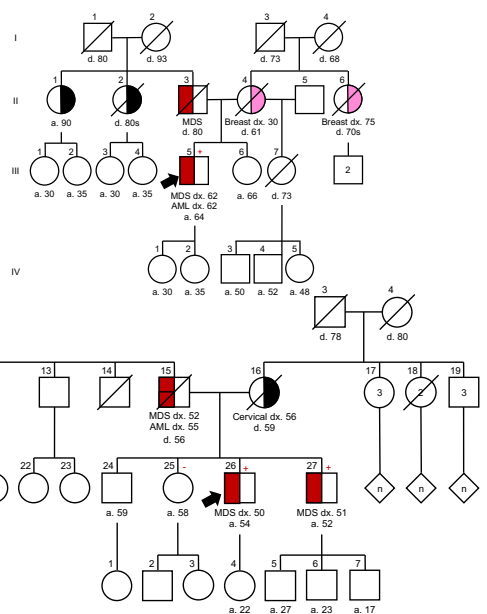 1 2 3 4
I
d. 80 d. 93 d. 73 d. 68
1 2 3 4 5 6
II
a. 90 d. 80s MDS Breast dx. 30 Breast dx. 75
d. 80 d. 61 d. 70s
1 2 3 4 5 + 6 7
III
2
a. 30 a. 35 a. 30 a. 35 MDS dx. 62 a. 66 d. 73
AML dx. 62
a. 64
1 2 3 4 5
IV
a. 30 a. 35 a. 50 a. 52 a. 48
3 4
d. 78 d. 80
13 14 15 16 17 18 19
3 2 3
MDS dx. 52 Cervical dx. 56
AML dx. 55 d. 59
d. 56
22 23 24 25 - 26 + 27 +
n n n
a. 59 a. 58 MDS dx. 50 MDS dx. 51
a. 54 a. 52
1 2 3 4 5 6 7
a. 22 a. 27 a. 23 a. 17